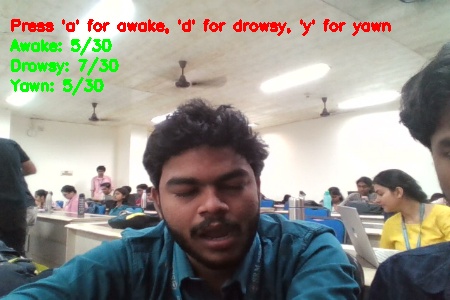 Press 'a' for awake, 'd' for drowsy, 'y' for yawn
Awake: 5/30
Drowsy: 7/30
Yawn: 5/30